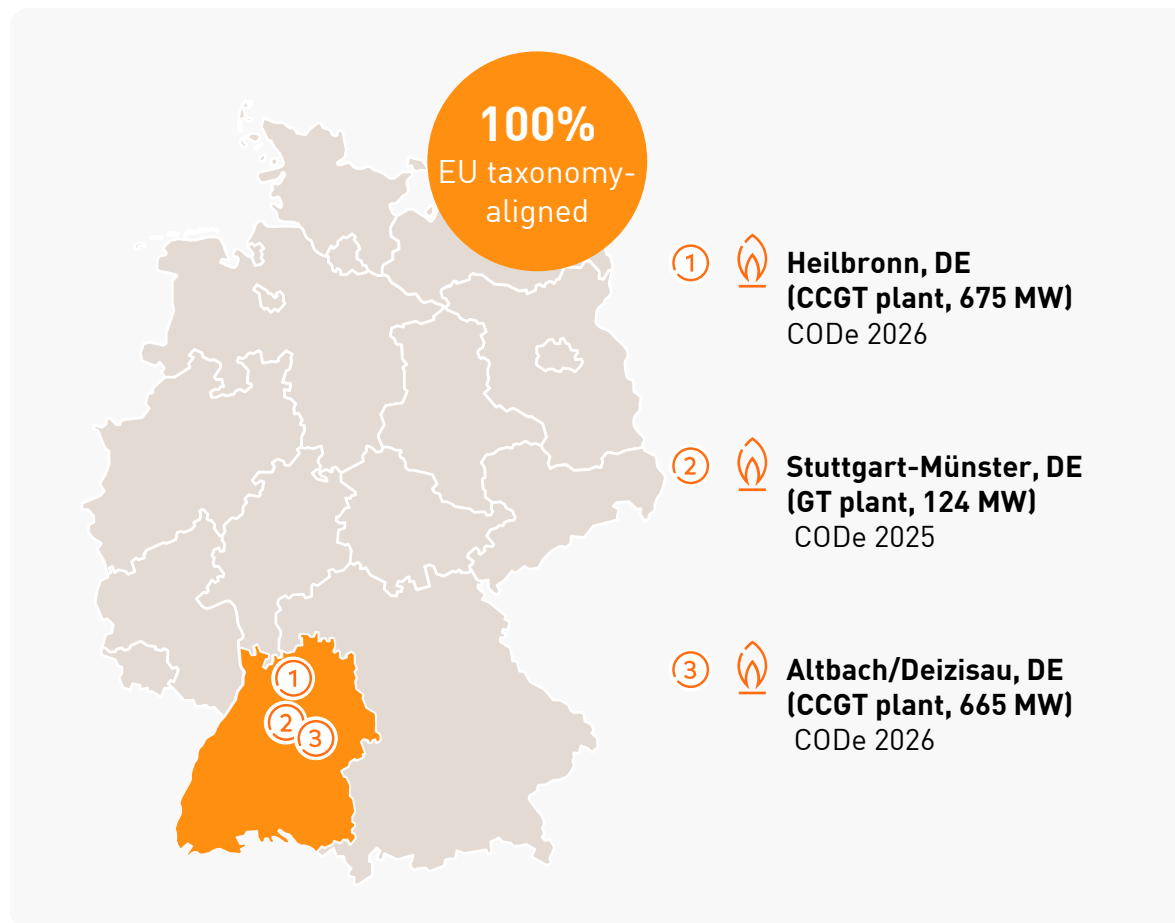 100%
EU taxonomy-
aligned
1
Heilbronn, DE
(CCGT plant, 675 MW)
CODe 2026
2
Stuttgart-Münster, DE
(GT plant, 124 MW)
CODe 2025
3
Altbach/Deizisau, DE
(CCGT plant, 665 MW)
CODe 2026
1
2
3